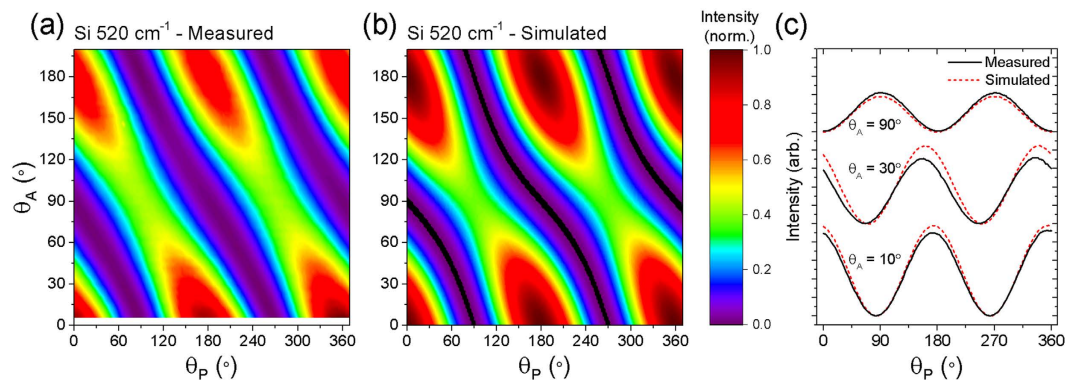 (a) Si 520 cm⁻¹ - Measured
(b) Si 520 cm⁻¹ - Simulated
Intensity
(norm.)
(c)
180
150
120
90
60
30
0
θA (°)
0 60 120 180 240 300 360
θP (°)
180
150
120
90
60
30
0
0 60 120 180 240 300 360
θP (°)
1.0
0.8
0.6
0.4
0.2
0.0
Intensity (arb.)
Measured
Simulated
θA = 90°
θA = 30°
θA = 10°
0 90 180 270 360
θP (°)